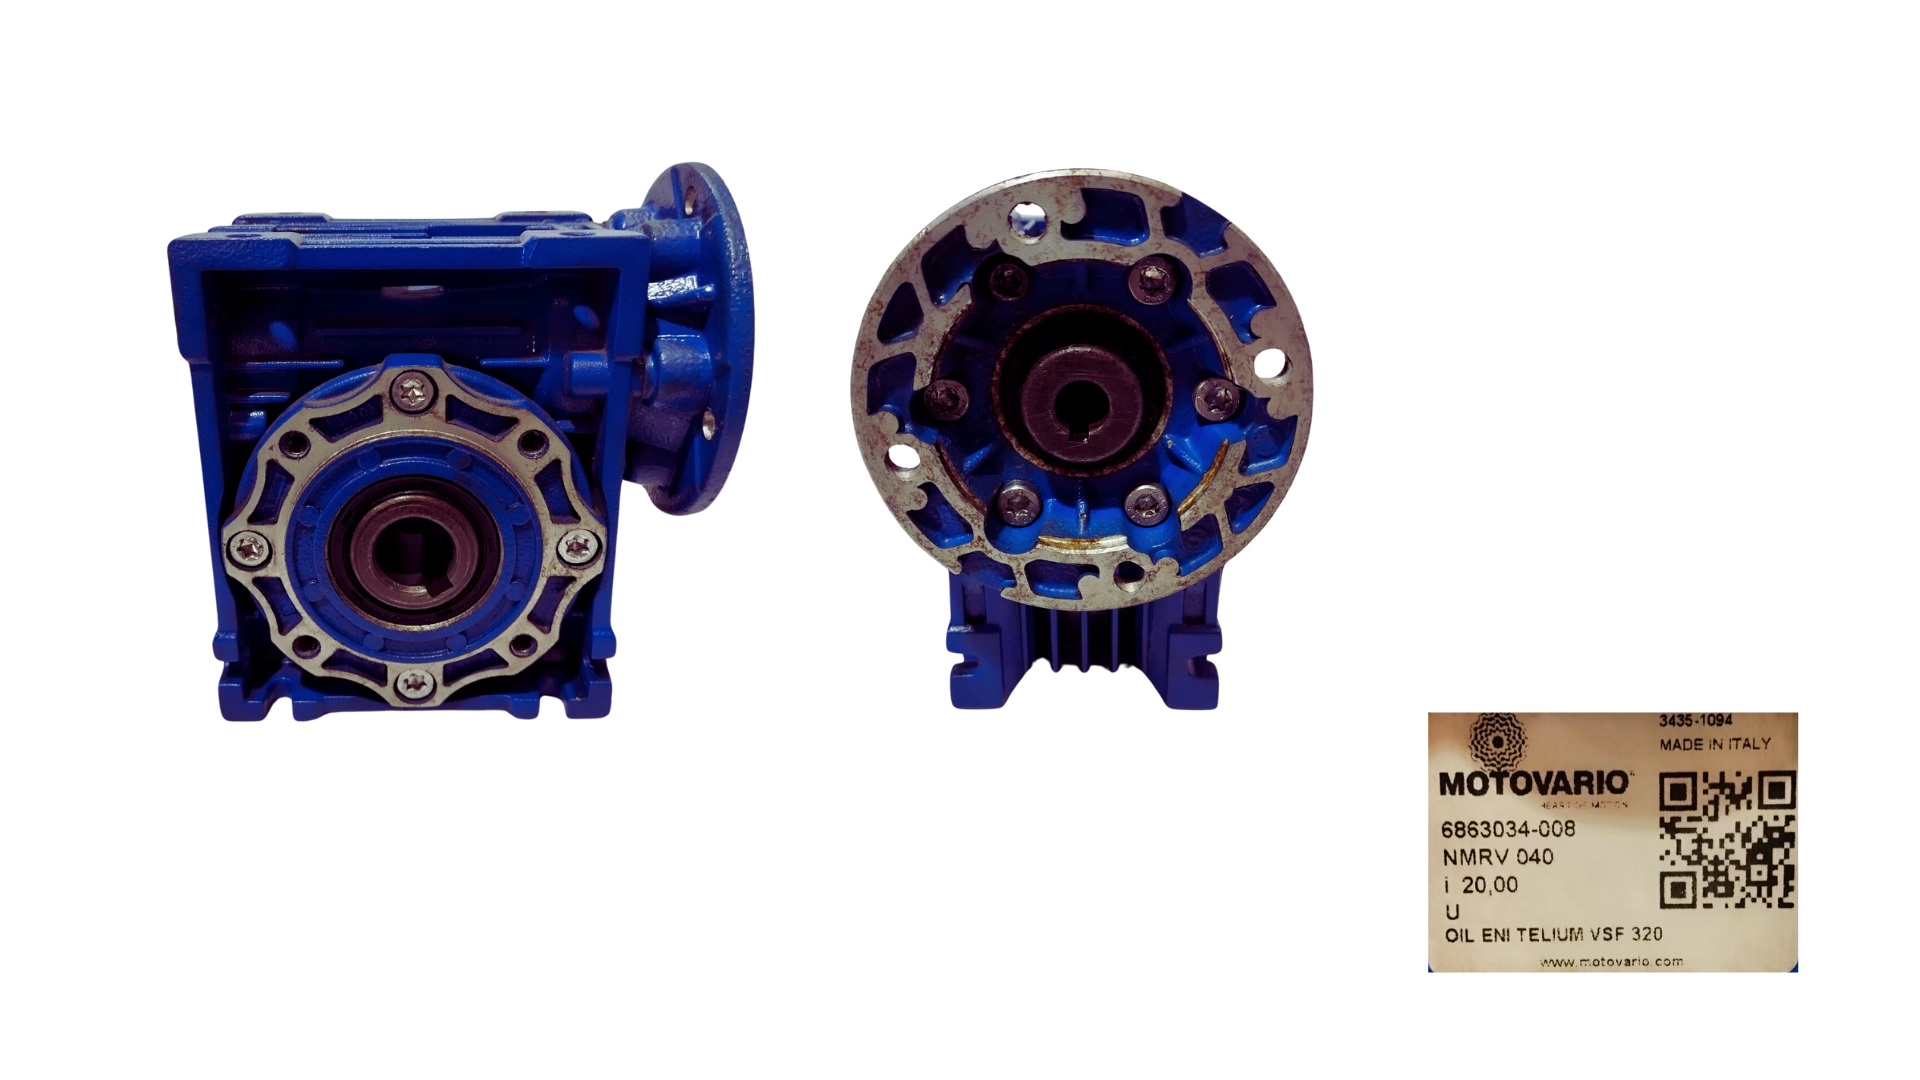 3435-1094
MADE IN ITALY
MOTOVARIO
HEART OF MOTION
6863034-008
NMRV 040
i 20,00
U
OIL ENI TELIUM VSF 320
www.motovario.com